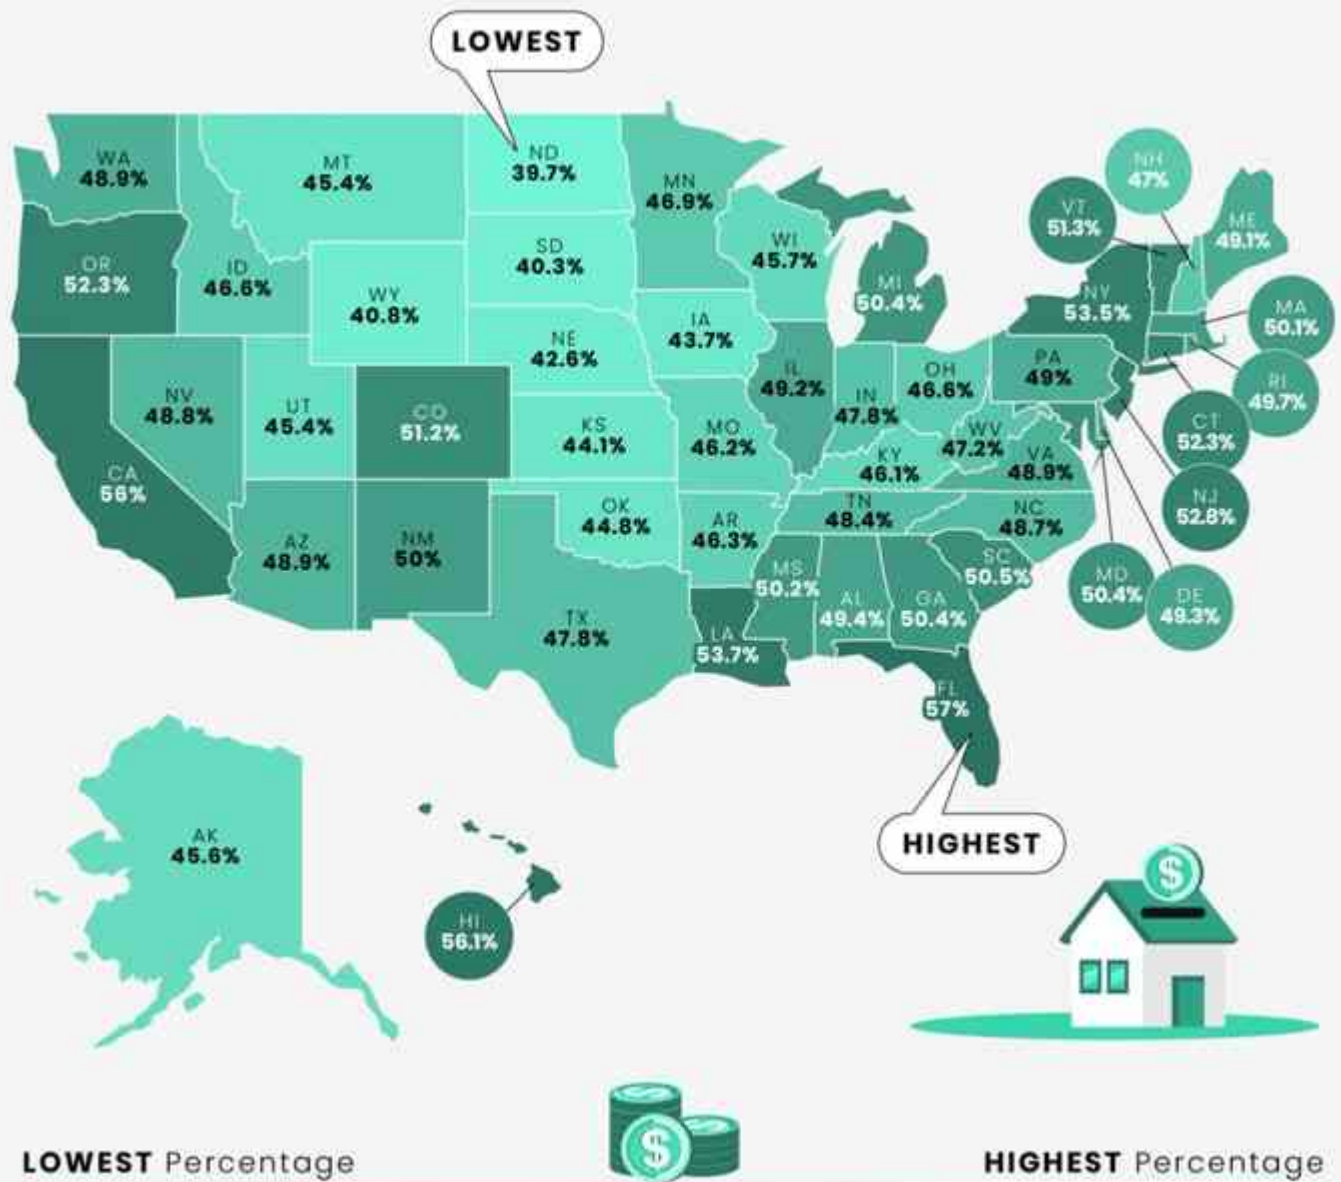 LOWEST
WA
48.9%
MT
45.4%
ND
39.7%
MN
46.9%
NH
47%
VT
51.3%
ME
49.1%
OR
52.3%
ID
46.6%
WY
40.8%
SD
40.3%
WI
45.7%
MI
50.4%
NY
53.5%
MA
50.1%
NE
42.6%
IA
43.7%
IL
49.2%
IN
47.8%
OH
46.6%
PA
49%
RI
49.7%
CT
52.3%
NV
48.8%
UT
45.4%
CO
51.2%
KS
44.1%
MO
46.2%
KY
46.1%
WV
47.2%
VA
48.9%
NJ
52.8%
CA
56%
AZ
48.9%
NM
50%
OK
44.8%
AR
46.3%
TN
48.4%
NC
48.7%
MD
50.4%
DE
49.3%
TX
47.8%
LA
53.7%
MS
50.2%
AL
49.4%
GA
50.4%
SC
50.5%
FL
57%
HIGHEST
AK
45.6%
HI
56.1%
$
$
LOWEST Percentage
HIGHEST Percentage